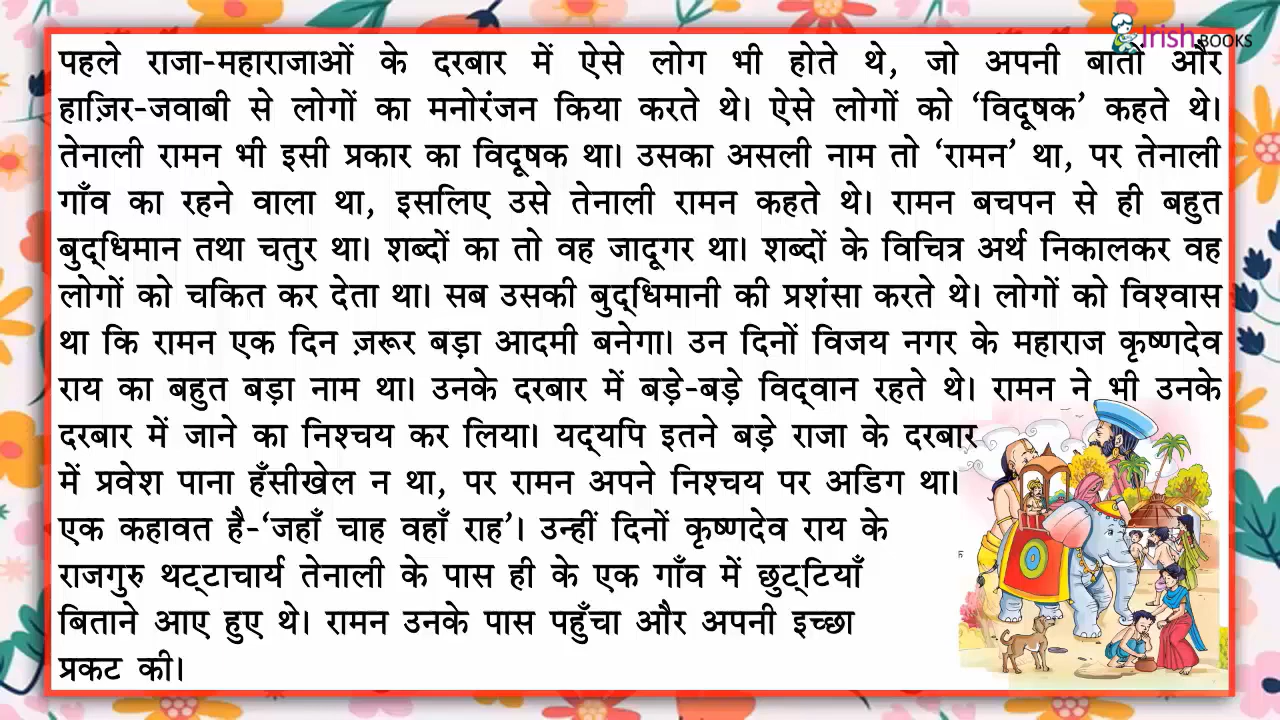 Irish BOOKS
पहले राजा-महाराजाओं के दरबार में ऐसे लोग भी होते थे, जो अपनी बातों और
हाज़िर-जवाबी से लोगों का मनोरंजन किया करते थे। ऐसे लोगों को ‘विदूषक’ कहते थे।
तेनाली रामन भी इसी प्रकार का विदूषक था। उसका असली नाम तो ‘रामन’ था, पर तेनाली
गाँव का रहने वाला था, इसलिए उसे तेनाली रामन कहते थे। रामन बचपन से ही बहुत
बुद्‌धिमान तथा चतुर था। शब्दों का तो वह जादूगर था। शब्दों के विचित्र अर्थ निकालकर वह
लोगों को चकित कर देता था। सब उसकी बुद्‌धिमानी की प्रशंसा करते थे। लोगों को विश्वास
था कि रामन एक दिन ज़रूर बड़ा आदमी बनेगा। उन दिनों विजय नगर के महाराज कृष्णदेव
राय का बहुत बड़ा नाम था। उनके दरबार में बड़े-बड़े विद्‌वान रहते थे। रामन ने भी उनके
दरबार में जाने का निश्चय कर लिया। यद्‌यपि इतने बड़े राजा के दरबार
में प्रवेश पाना हँसीखेल न था, पर रामन अपने निश्चय पर अडिग था।
एक कहावत है-‘जहाँ चाह वहाँ राह’। उन्हीं दिनों कृष्णदेव राय के
राजगुरु थट्‌टाचार्य तेनाली के पास ही के एक गाँव में छुट्‌टियाँ
बिताने आए हुए थे। रामन उनके पास पहुँचा और अपनी इच्छा
प्रकट की।